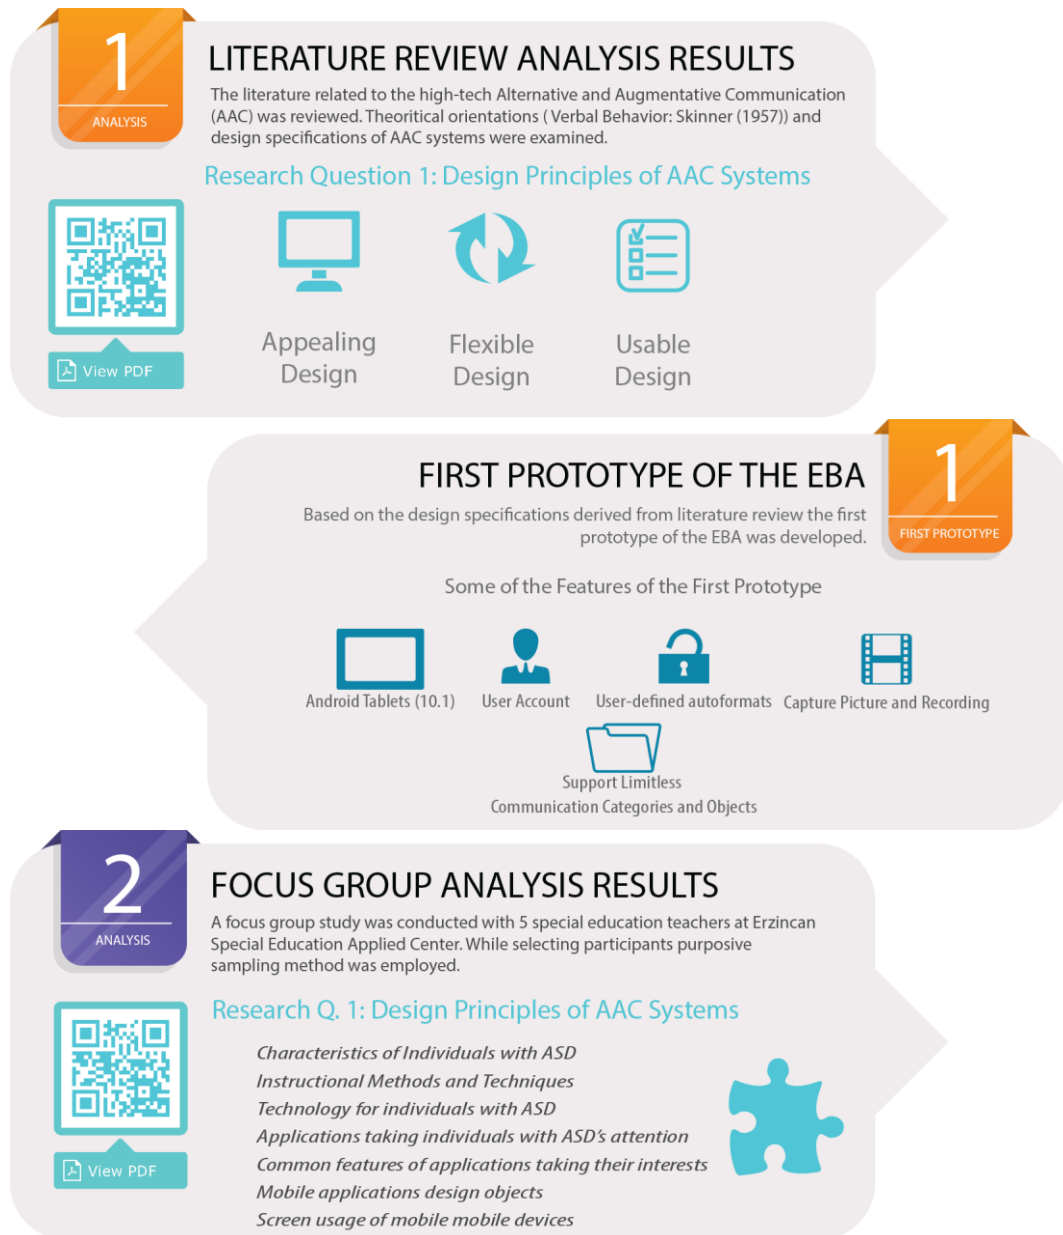 1
ANALYSIS
LITERATURE REVIEW ANALYSIS RESULTS
The literature related to the high-tech Alternative and Augmentative Communication
(AAC) was reviewed. Theoritical orientations ( Verbal Behavior: Skinner (1957)) and
design specifications of AAC systems were examined.
Research Question 1: Design Principles of AAC Systems
View PDF
Appealing
Design
Flexible
Design
Usable
Design
FIRST PROTOTYPE OF THE EBA
1
FIRST PROTOTYPE
Based on the design specifications derived from literature review the first
prototype of the EBA was developed.
Some of the Features of the First Prototype
Android Tablets (10.1)
User Account
User-defined autoformats
Capture Picture and Recording
Support Limitless
Communication Categories and Objects
2
ANALYSIS
FOCUS GROUP ANALYSIS RESULTS
A focus group study was conducted with 5 special education teachers at Erzincan
Special Education Applied Center. While selecting participants purposive
sampling method was employed.
Research Q. 1: Design Principles of AAC Systems
View PDF
Characteristics of Individuals with ASD
Instructional Methods and Techniques
Technology for individuals with ASD
Applications taking individuals with ASD's attention
Common features of applications taking their interests
Mobile applications design objects
Screen usage of mobile mobile devices